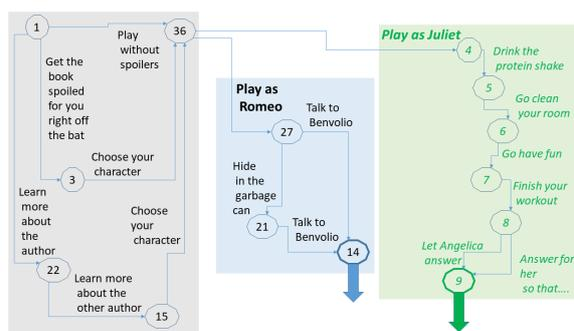 1
36
Play
without
spoilers
Get the
book
spoiled
for you
right off
the bat
3
Choose your
character
Learn
more
about
the
author
Choose
your
character
22
Learn more
about the
other author
15
Play as
Romeo
Talk to
Benvolio
27
Hide
in the
garbage
can
21
Talk to
Benvolio
14
Play as Juliet
4
Drink the
protein shake
5
Go clean
your room
6
Go have fun
7
Finish your
workout
8
Let Angelica
answer
Answer for
her
so that....
9